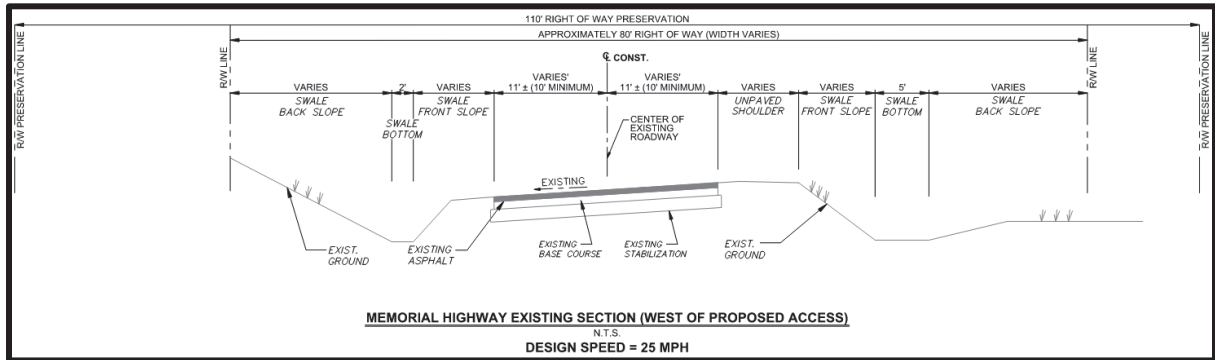 110' RIGHT OF WAY PRESERVATION
APPROXIMATELY 80' RIGHT OF WAY (WIDTH VARIES)
R/W PRESERVATION LINE
R/W LINE
℄ CONST.
R/W LINE
R/W PRESERVATION LINE
VARIES
SWALE
BACK SLOPE
2'
SWALE
BOTTOM
VARIES
SWALE
FRONT SLOPE
VARIES'
11' ± (10' MINIMUM)
VARIES'
11' ± (10' MINIMUM)
VARIES
UNPAVED
SHOULDER
VARIES
SWALE
FRONT SLOPE
5'
SWALE
BOTTOM
VARIES
SWALE
BACK SLOPE
CENTER OF
EXISTING
ROADWAY
EXISTING
EXIST.
GROUND
EXISTING
ASPHALT
EXISTING
BASE COURSE
EXISTING
STABILIZATION
EXIST.
GROUND
MEMORIAL HIGHWAY EXISTING SECTION (WEST OF PROPOSED ACCESS)
N.T.S.
DESIGN SPEED = 25 MPH